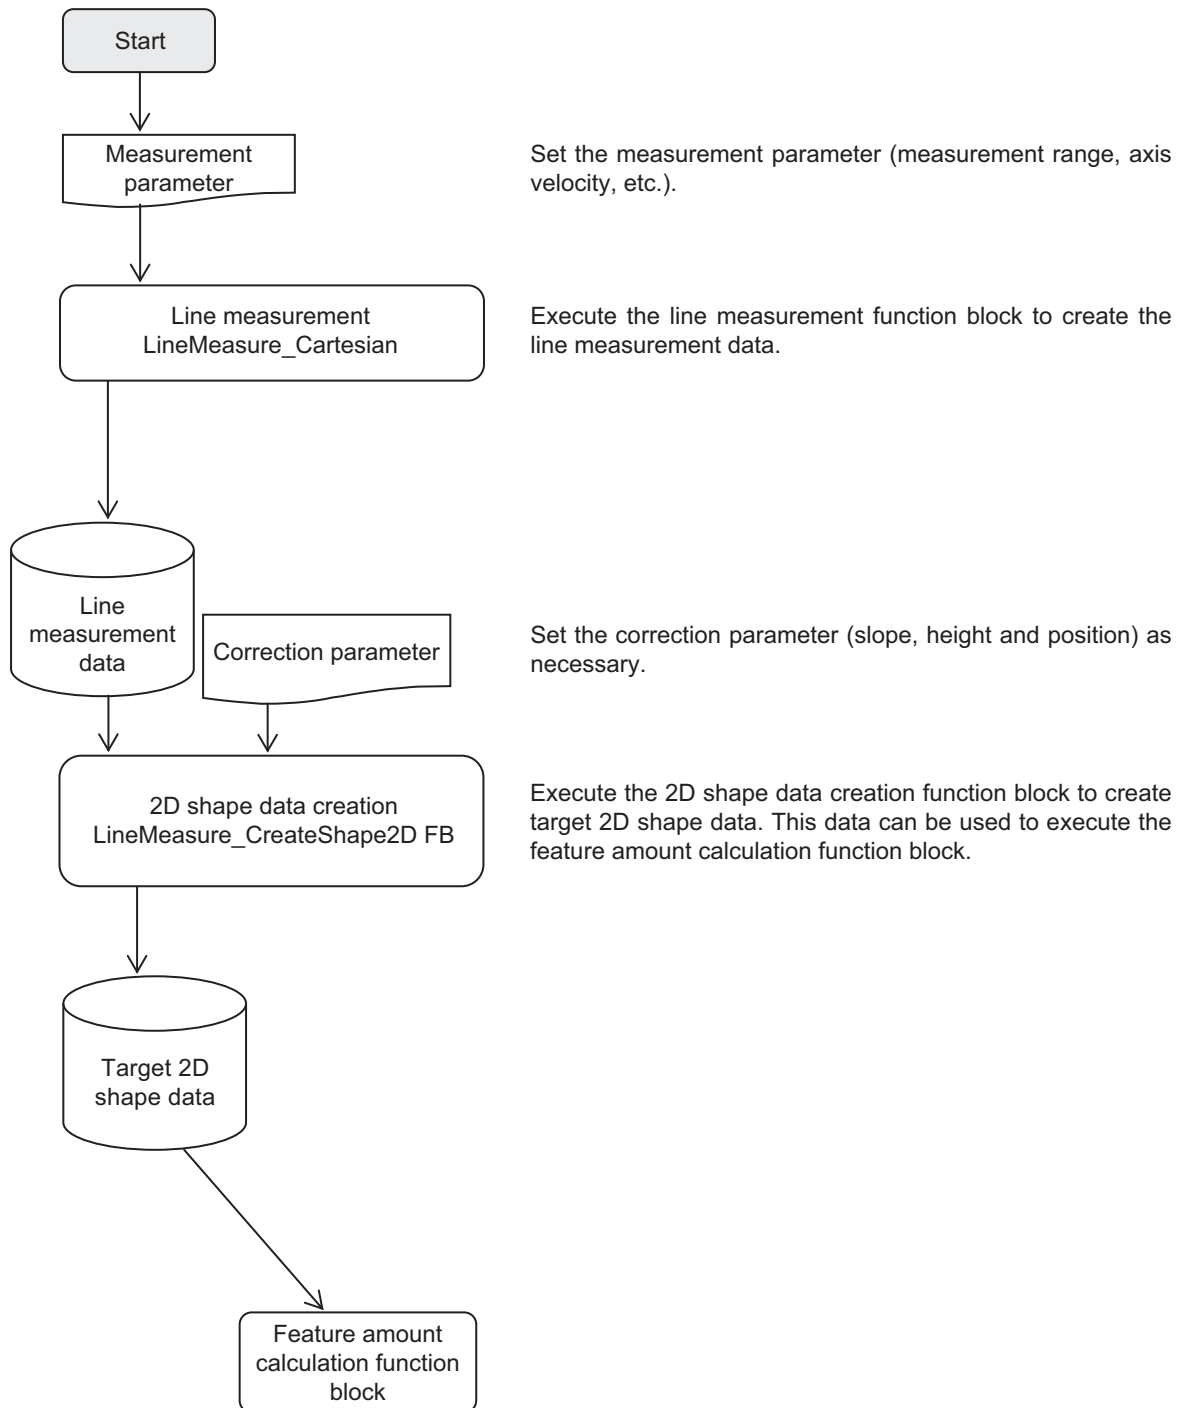 Start
Measurement
parameter
Set the measurement parameter (measurement range, axis
velocity, etc.).
Line measurement
LineMeasure_Cartesian
Execute the line measurement function block to create the
line measurement data.
Line
measurement
data
Correction parameter
Set the correction parameter (slope, height and position) as
necessary.
2D shape data creation
LineMeasure_CreateShape2D FB
Execute the 2D shape data creation function block to create
target 2D shape data. This data can be used to execute the
feature amount calculation function block.
Target 2D
shape data
Feature amount
calculation function
block